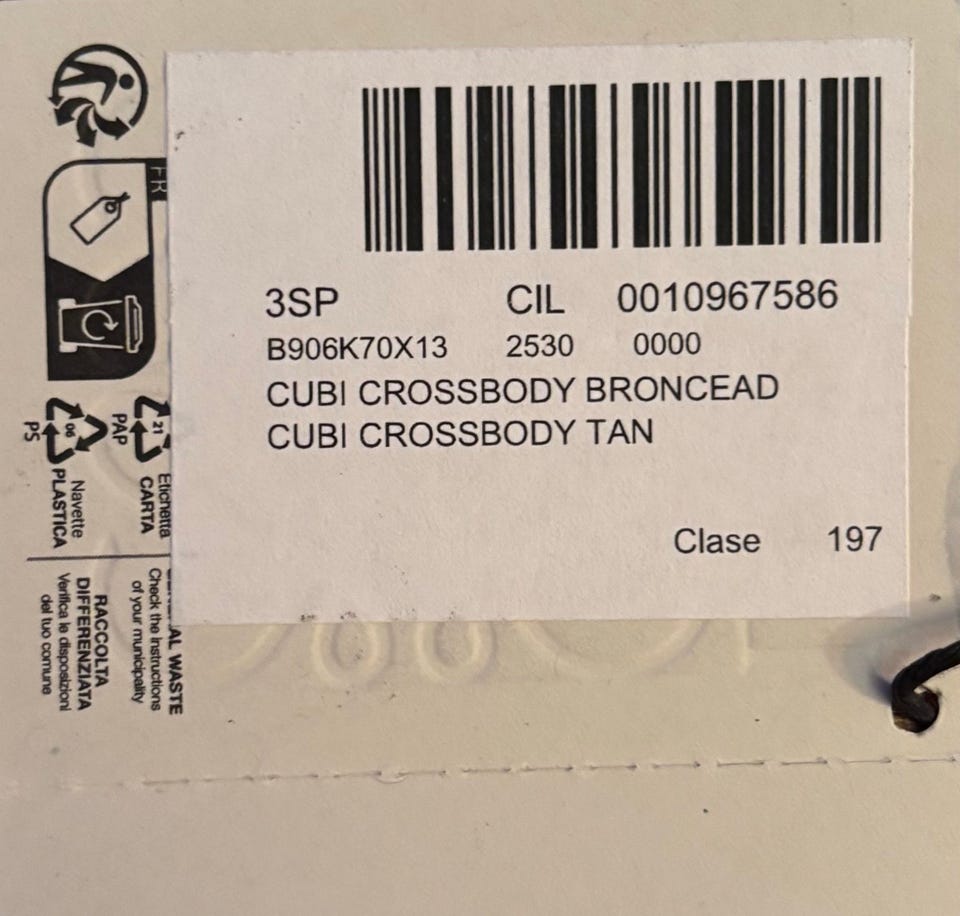 3SP CIL 0010967586
B906K70X13 2530 0000
CUBI CROSSBODY BRONCEAD
CUBI CROSSBODY TAN
Clase 197
FR
21
PAP
Etichetta
CARTA
06
PS
Navette
PLASTICA
AL WASTE
Check the instructions
of your municipality
RACCOLTA
DIFFERENZIATA
Verifica le disposizioni
del tuo comune